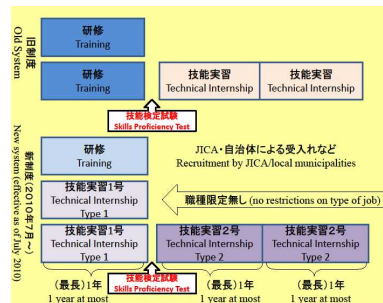 旧制度
Old System
研修
Training
研修
Training
技能実習
Technical Internship
技能実習
Technical Internship
技能検定試験
Skills Proficiency Test
新制度(2010年7月～)
New system (effective as of July 2010)
研修
Training
JICA・自治体による受入れなど
Recruitment by JICA/local municipalities
技能実習1号
Technical Internship
Type 1
職種限定無し (no restrictions on type of job)
技能実習1号
Technical Internship
Type 1
技能実習2号
Technical Internship
Type 2
技能実習2号
Technical Internship
Type 2
(最長)1年
1 year at most
技能検定試験
Skills Proficiency Test
(最長)1年
1 year at most
(最長)1年
1 year at most